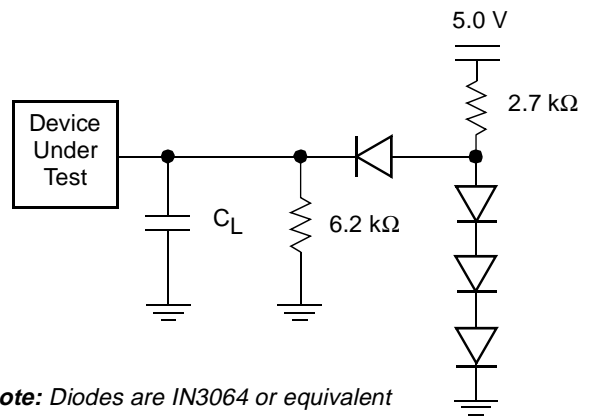 5.0 V
2.7 kΩ
Device
Under
Test
C_L
6.2 kΩ
ote: Diodes are IN3064 or equivalent